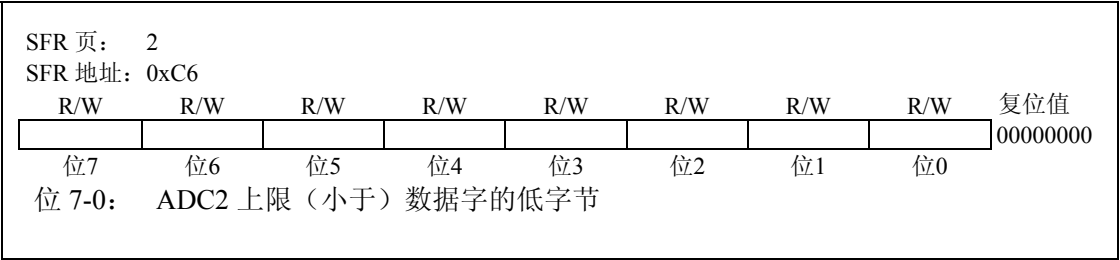 SFR 页： 2
SFR 地址：0xC6
R/W R/W R/W R/W R/W R/W R/W R/W 复位值
00000000
位7 位6 位5 位4 位3 位2 位1 位0
位 7-0： ADC2 上限（小于）数据字的低字节